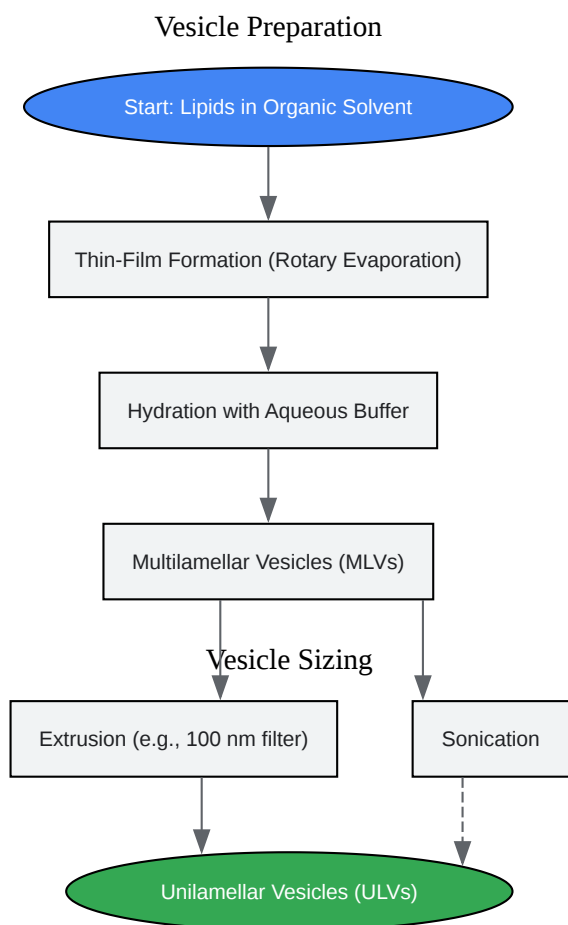 Vesicle Preparation
Start: Lipids in Organic Solvent
Thin-Film Formation (Rotary Evaporation)
Hydration with Aqueous Buffer
Multilamellar Vesicles (MLVs)
Vesicle Sizing
Extrusion (e.g., 100 nm filter)
Sonication
Unilamellar Vesicles (ULVs)